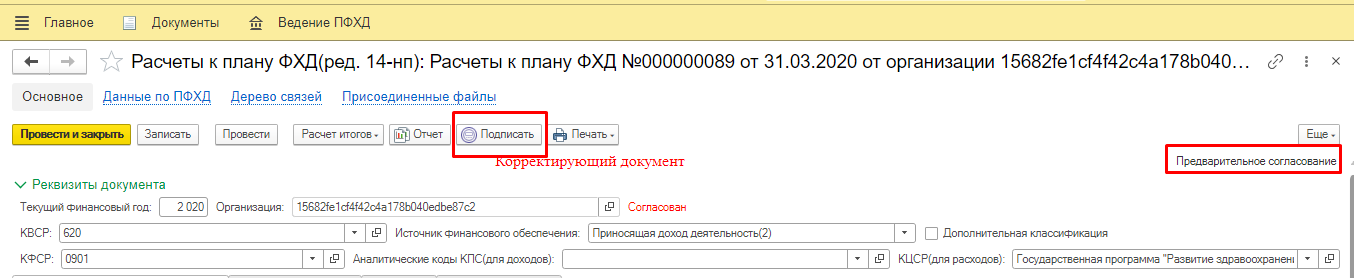 Главное Документы Ведение ПФХД
Расчеты к плану ФХД(ред. 14-нп): Расчеты к плану ФХД №000000089 от 31.03.2020 от организации 15682fe1cf4f42c4a178b040...
Основное Данные по ПФХД Дерево связей Присоединенные файлы
Провести и закрыть Записать Провести Расчет итогов Отчет Подписать Печать Еще
Корректирующий документ Предварительное согласование
Реквизиты документа
Текущий финансовый год: 2 020 Организация: 15682fe1cf4f42c4a178b040edbe87c2 Согласован
КВСР: 620 Источник финансового обеспечения: Приносящая доход деятельность(2) Дополнительная классификация
КФСР: 0901 Аналитические коды КПС(для доходов): КЦСР(для расходов): Государственная программа "Развитие здравоохранени